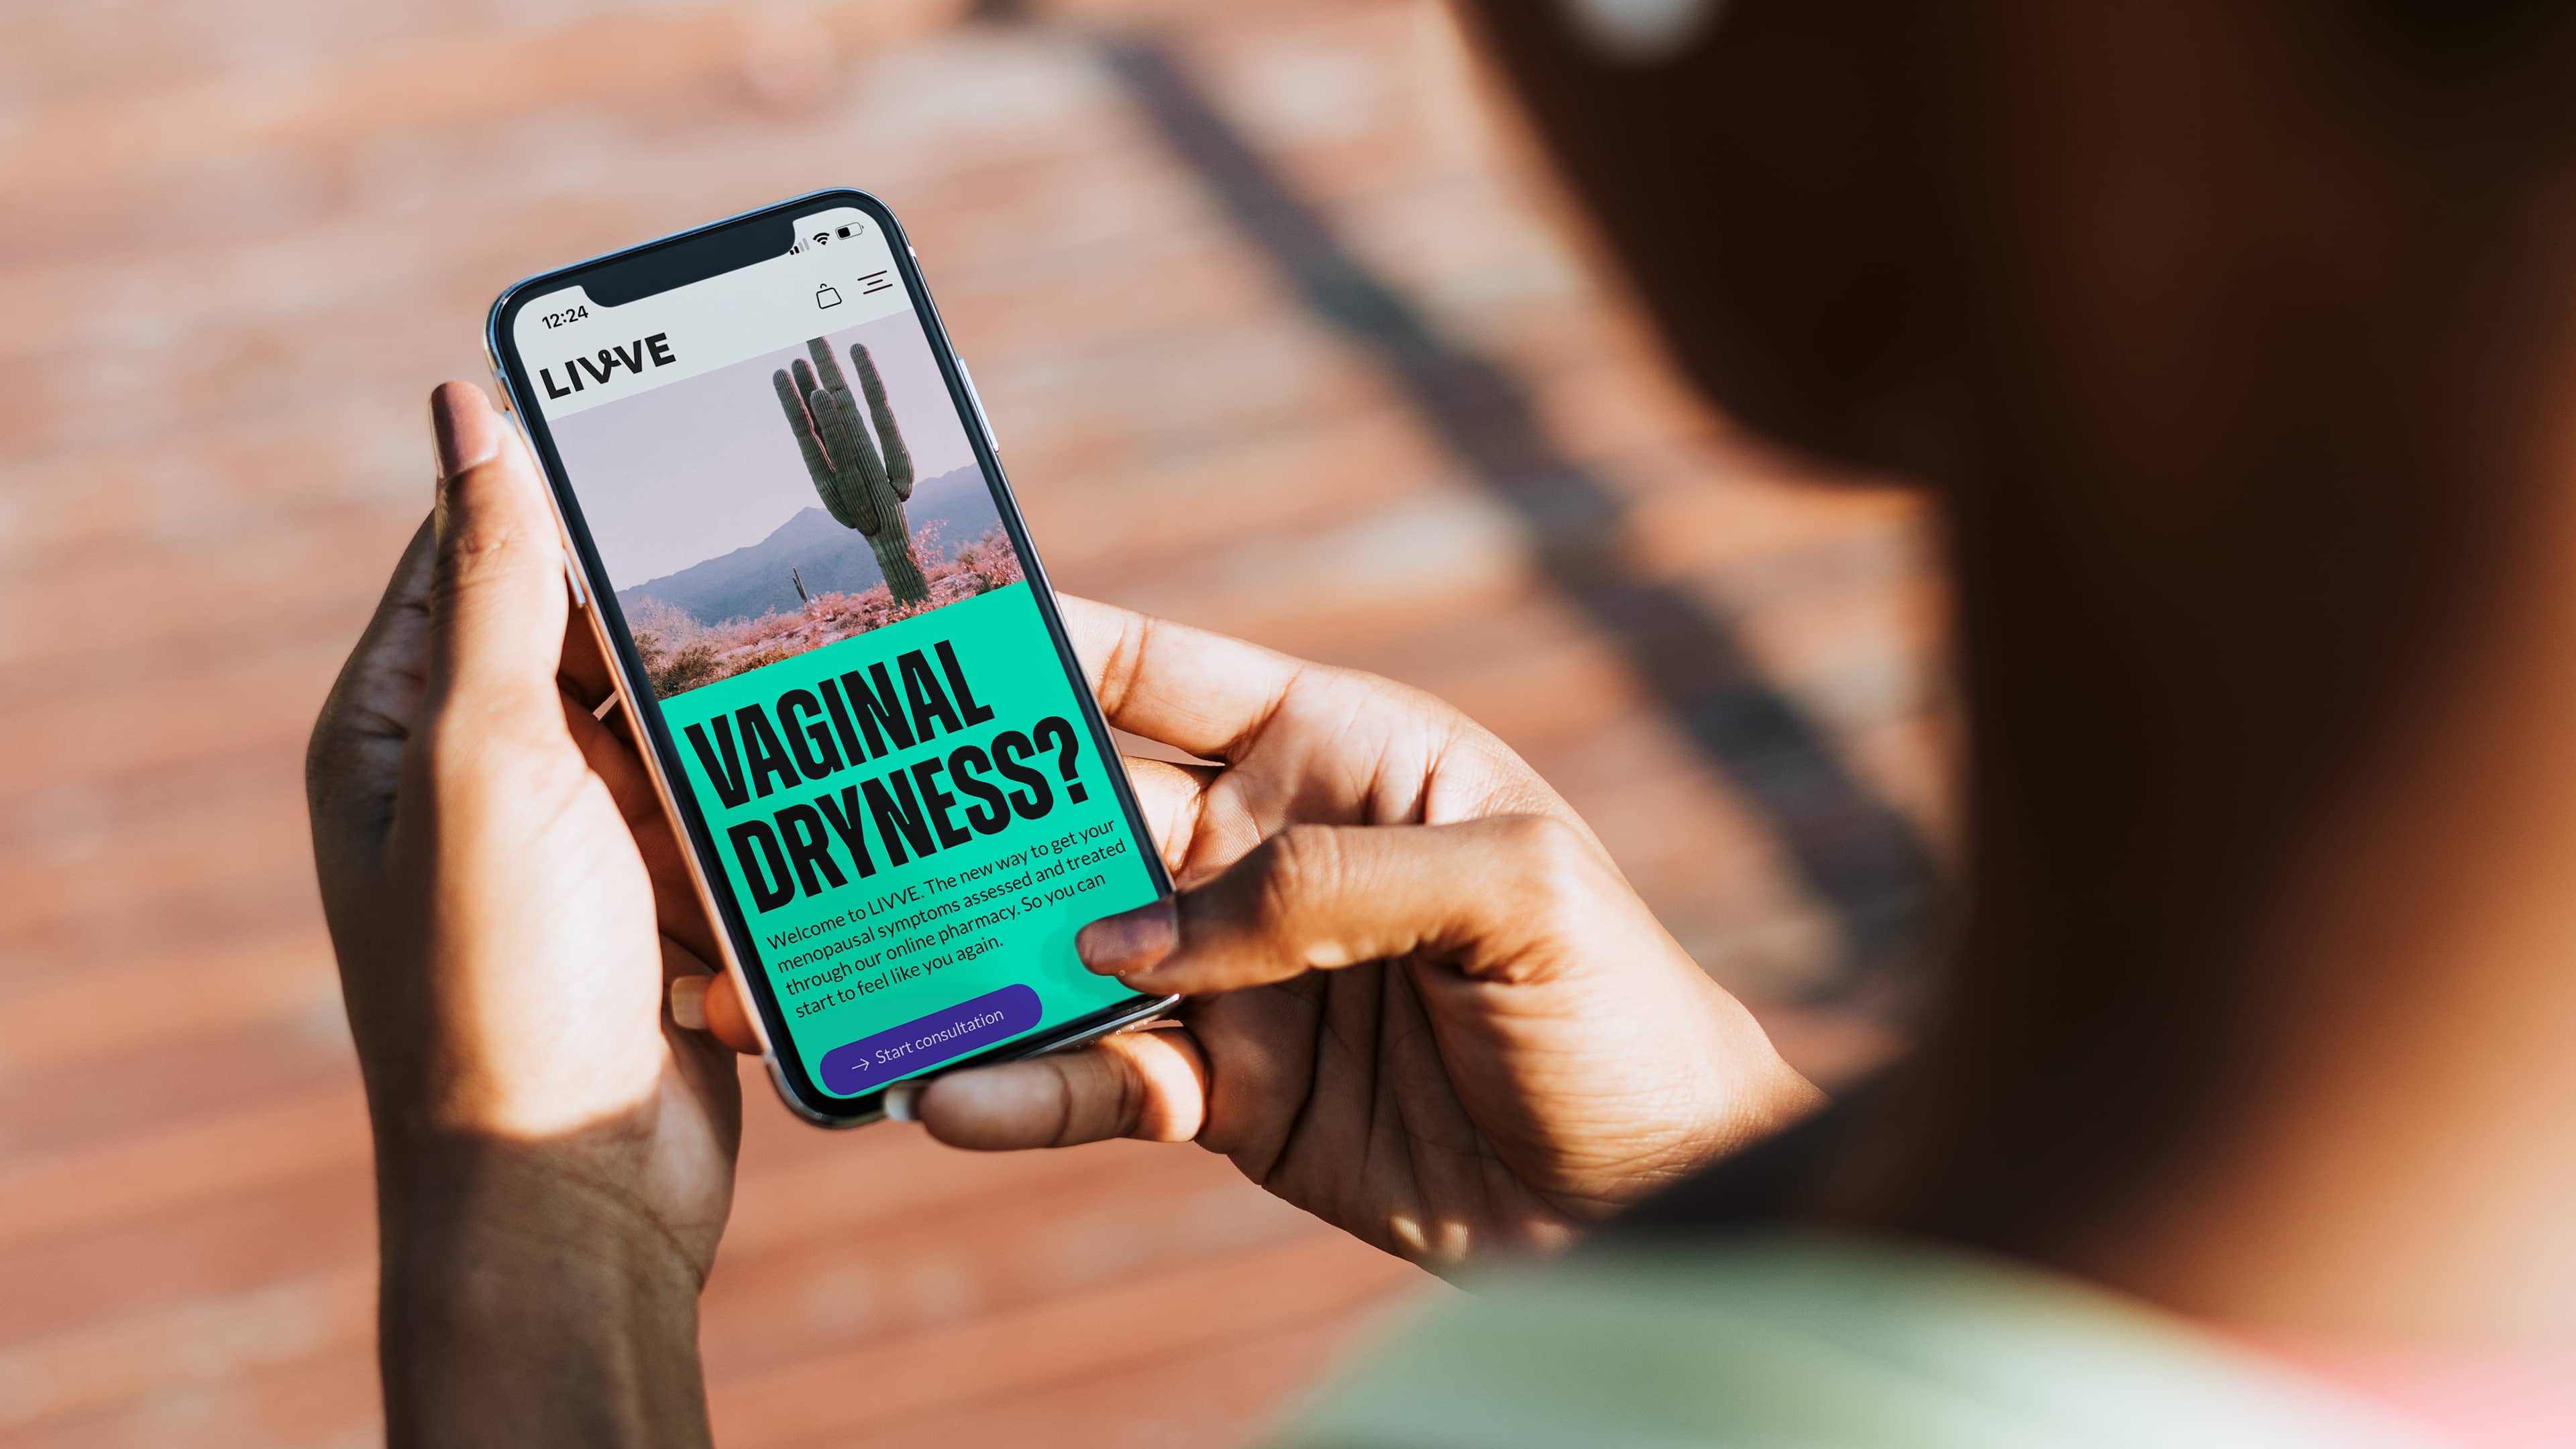 12:24
LIVVE
VAGINAL
DRYNESS?
Welcome to LIVVE. The new way to get your
menopausal symptoms assessed and treated
through our online pharmacy. So you can
start to feel like you again.
→ Start consultation